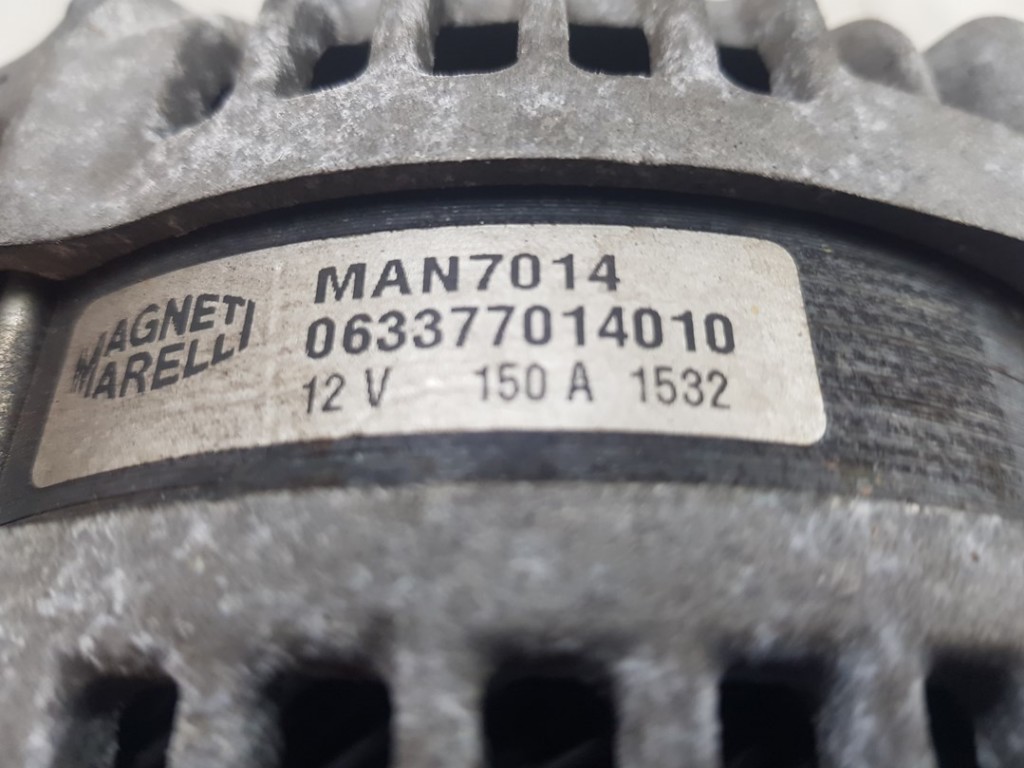 MAGNETI
MARELLI
MAN7014
063377014010
12 V 150 A 1532